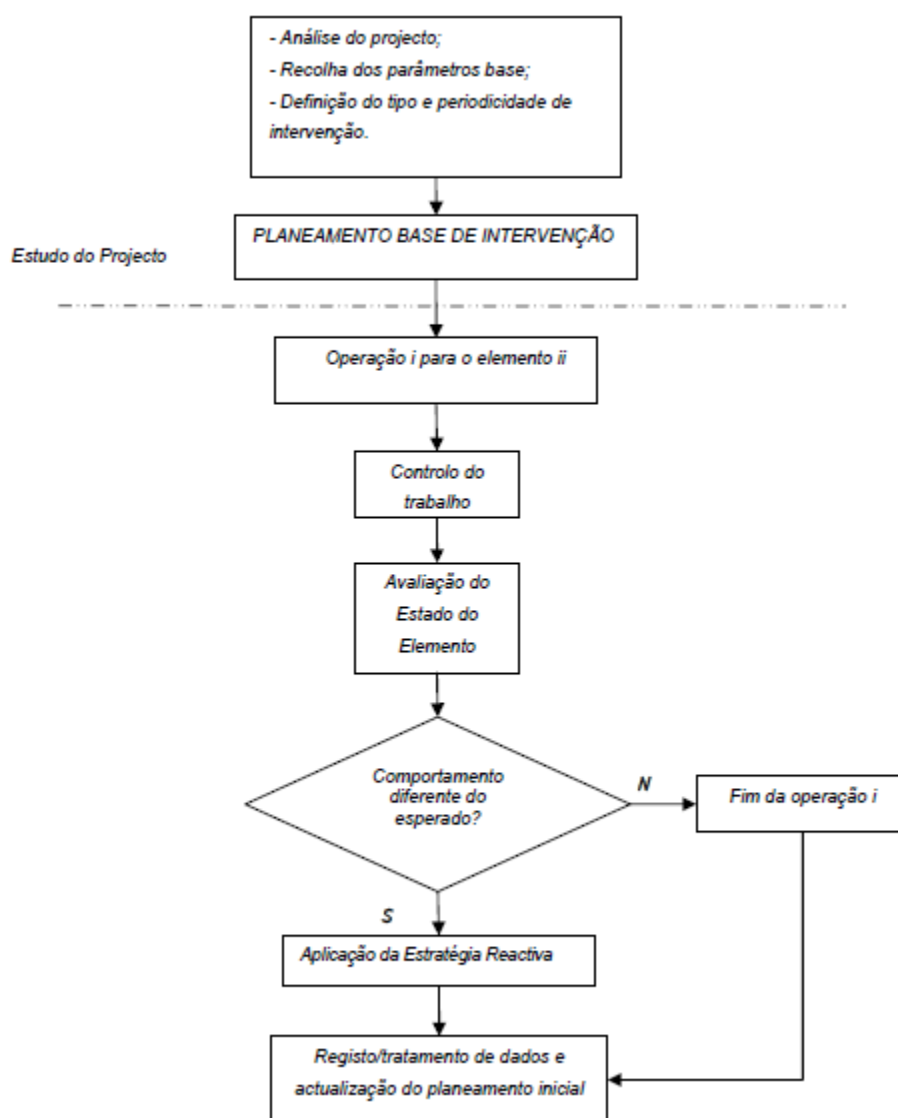 - Análise do projecto;
- Recolha dos parâmetros base;
- Definição do tipo e periodicidade de
intervenção.
PLANEAMENTO BASE DE INTERVENÇÃO
Estudo do Projecto
Operação i para o elemento ii
Controlo do
trabalho
Avaliação do
Estado do
Elemento
Comportamento
diferente do
esperado?
N
Fim da operação i
S
Aplicação da Estratégia Reactiva
Registo/tratamento de dados e
actualização do planeamento inicial